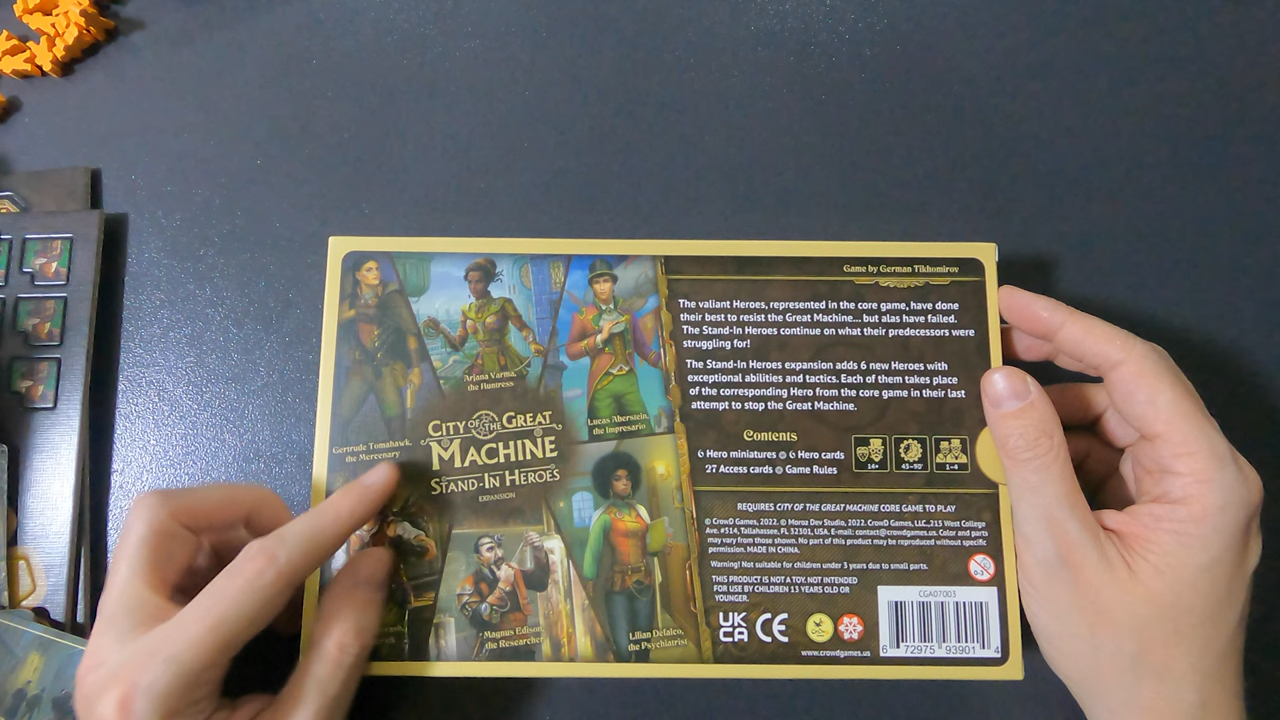 Game by German Tikhomirov
The valiant Heroes, represented in the core game, have done
their best to resist the Great Machine... but alas have failed.
The Stand-In Heroes continue on what their predecessors were
struggling for!
The Stand-In Heroes expansion adds 6 new Heroes with
exceptional abilities and tactics. Each of them takes place
of the corresponding Hero from the core game in their last
attempt to stop the Great Machine.
Arjana Varma,
the Huntress
Lucas Aberstein,
the Impresario
Gertrude Tomahawk,
the Mercenary
CITY OF THE GREAT
MACHINE
STAND-IN HEROES
EXPANSION
Magnus Edison,
the Researcher
Lilian Defalco,
the Psychiatrist
Contents
6 Hero miniatures 6 Hero cards
27 Access cards Game Rules
14+
45-90'
1-4
REQUIRES CITY OF THE GREAT MACHINE CORE GAME TO PLAY
© CrowD Games, 2022. © Moroz Dev Studio, 2022. CrowD Games, LLC.,215 West College
Ave. #514, Tallahassee, FL 32301, USA. E-mail: contact@crowdgames.us. Color and parts
may vary from those shown. No part of this product may be reproduced without specific
permission. MADE IN CHINA.
Warning! Not suitable for children under 3 years due to small parts.
THIS PRODUCT IS NOT A TOY. NOT INTENDED
FOR USE BY CHILDREN 13 YEARS OLD OR
YOUNGER.
0-3
UK
CA CE
www.crowdgames.us
CGA07003
6 72975 93901 4